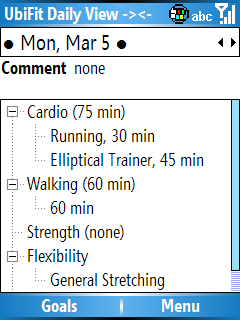 UbiFit Daily View -><-
abc
● Mon, Mar 5 ●
Comment none
Cardio (75 min)
Running, 30 min
Elliptical Trainer, 45 min
Walking (60 min)
60 min
Strength (none)
Flexibility
General Stretching
Goals Menu